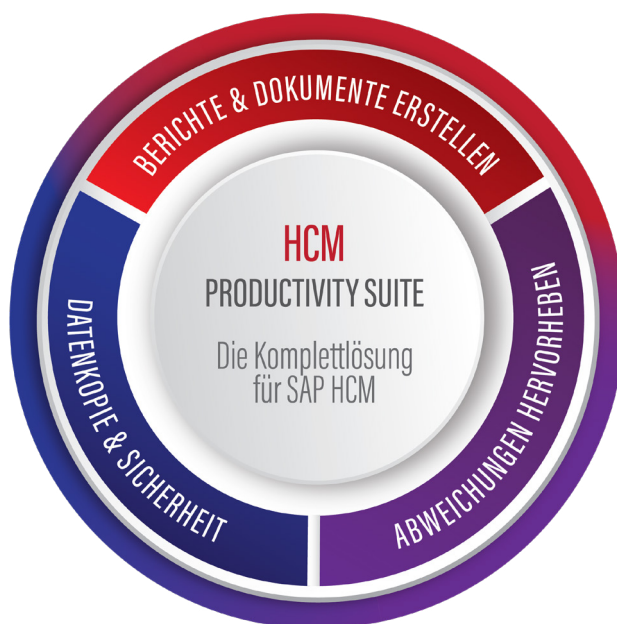 BERICHTE & DOKUMENTE ERSTELLEN
HCM
PRODUCTIVITY SUITE
Die Komplettlösung
für SAP HCM
DATENKOPIE & SICHERHEIT
ABWEICHUNGEN HERVORHEBEN